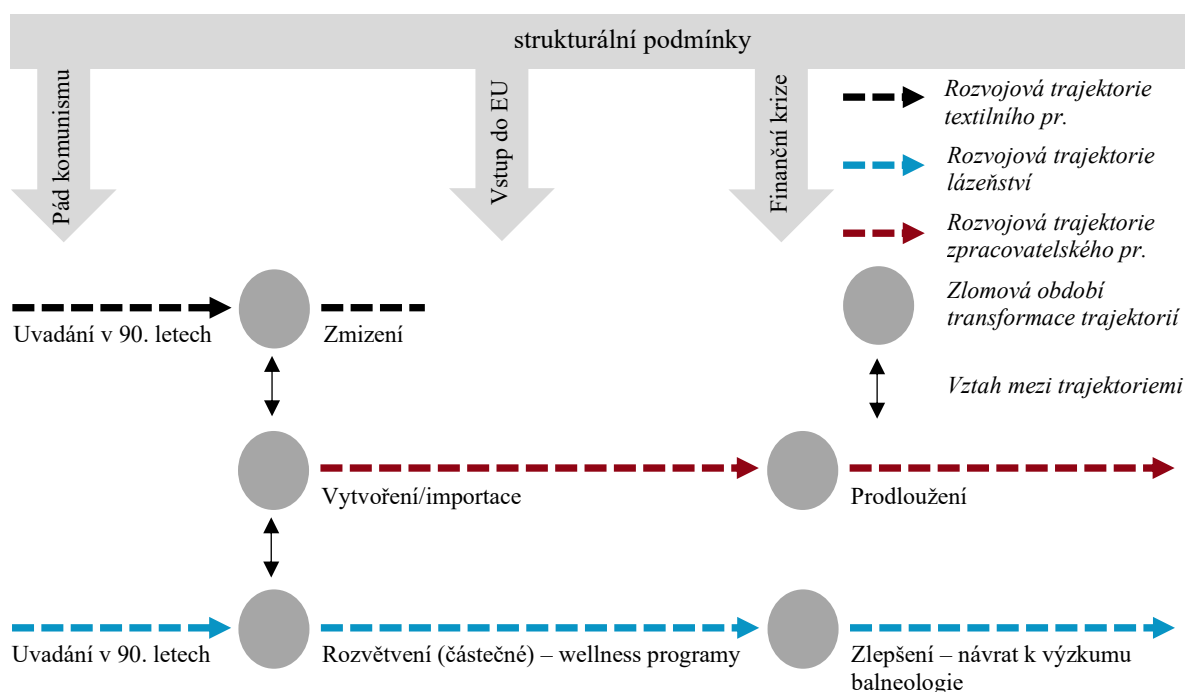 strukturální podmínky
Pád komunismu
Vstup do EU
Finanční krize
Rozvojová trajektorie
textilního pr.
Rozvojová trajektorie
lázeňství
Rozvojová trajektorie
zpracovatelského pr.
Zlomová období
transformace trajektorií
Vztah mezi trajektoriemi
Uvadání v 90. letech
Zmizení
Vytvoření/importace
Prodloužení
Uvadání v 90. letech
Rozvětvení (částečné) – wellness programy
Zlepšení – návrat k výzkumu
balneologie